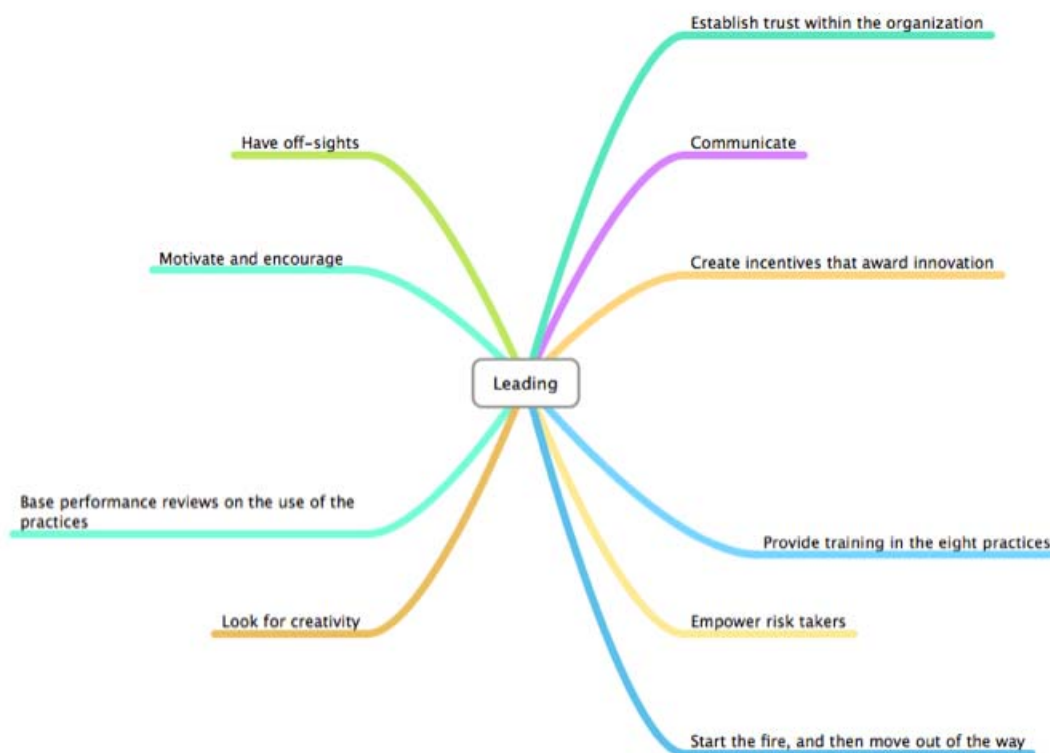 Establish trust within the organization
Have off-sights
Communicate
Motivate and encourage
Create incentives that award innovation
Leading
Base performance reviews on the use of the
practices
Provide training in the eight practices
Look for creativity
Empower risk takers
Start the fire, and then move out of the way